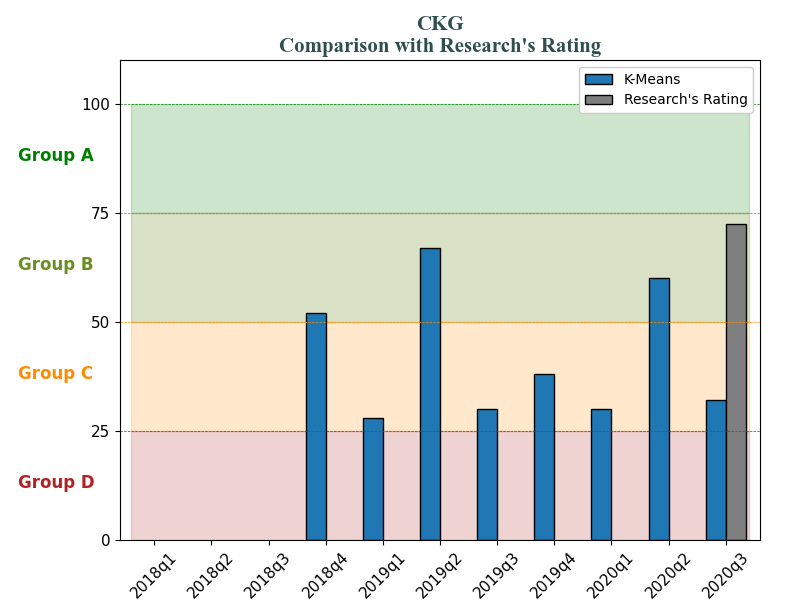 CKG
Comparison with Research's Rating
K-Means
Research's Rating
100
Group A
75
Group B
50
Group C
25
Group D
0
2018q1
2018q2
2018q3
2018q4
2019q1
2019q2
2019q3
2019q4
2020q1
2020q2
2020q3